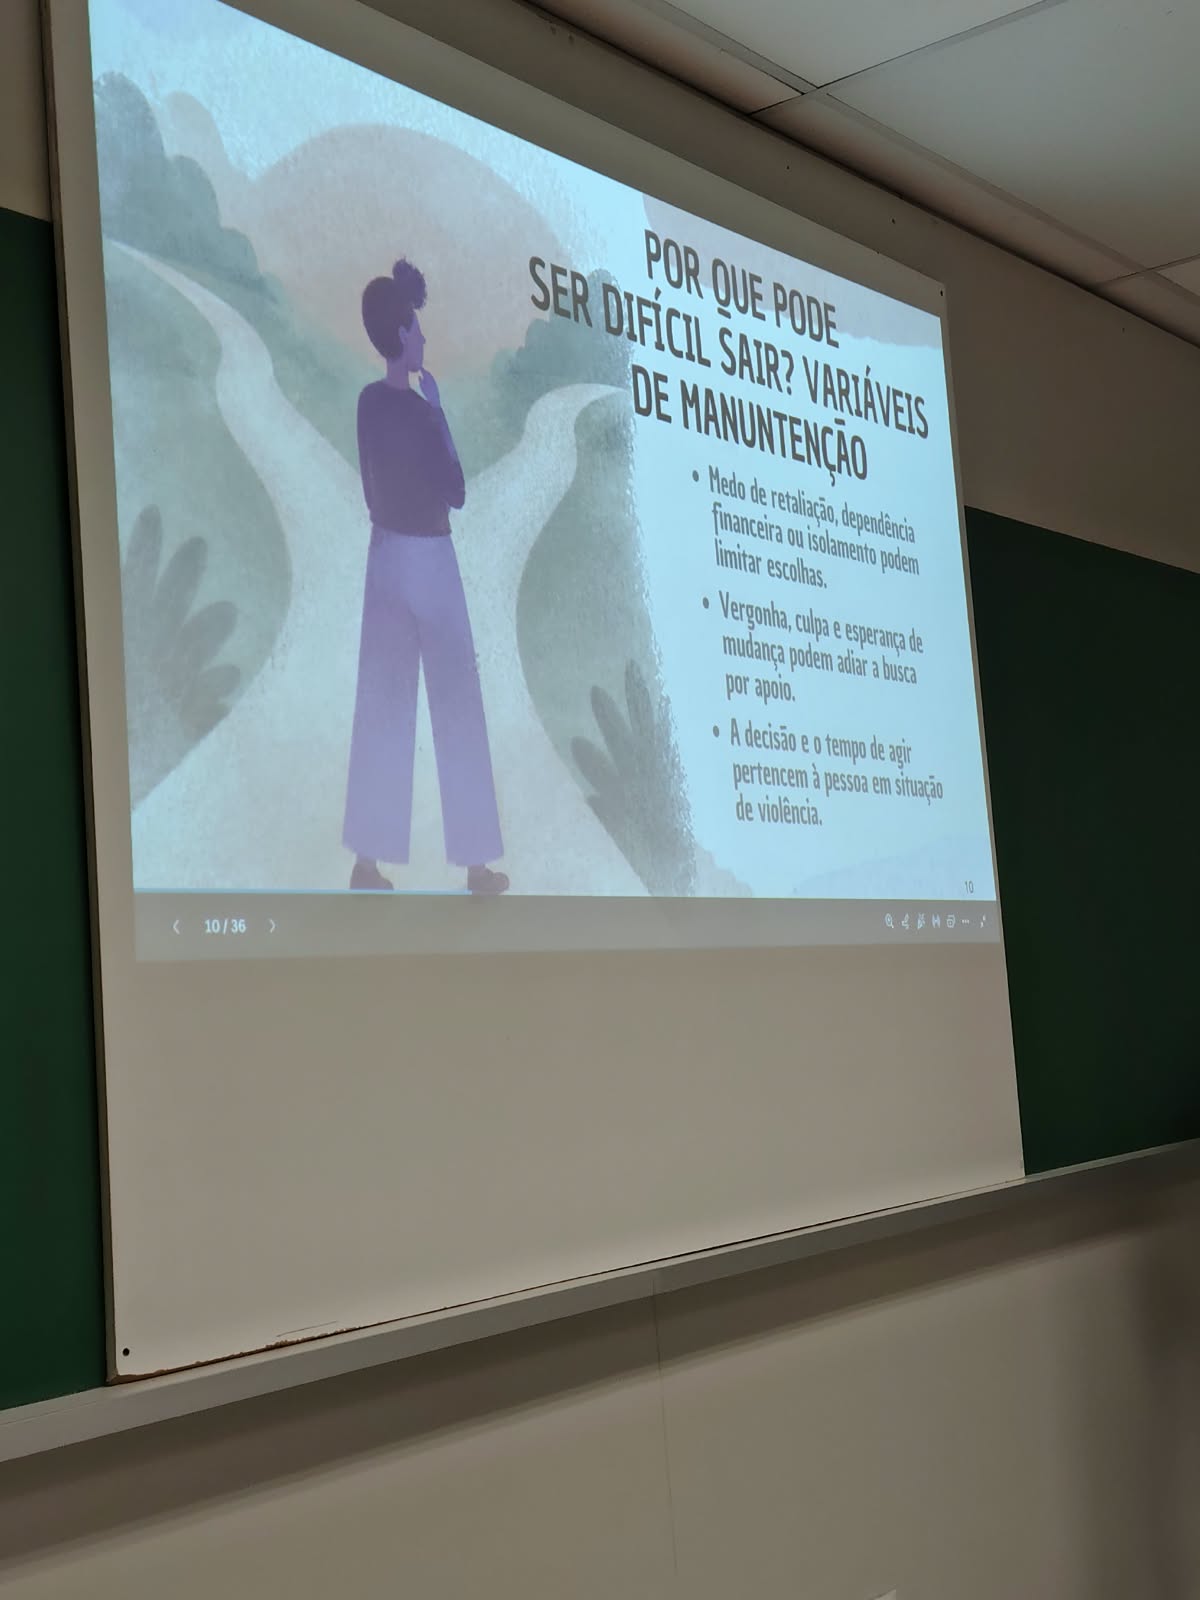 POR QUE PODE
SER DIFÍCIL SAIR? VARIÁVEIS
DE MANUNTENÇÃO
• Medo de retaliação, dependência
financeira ou isolamento podem
limitar escolhas.
• Vergonha, culpa e esperança de
mudança podem adiar a busca
por apoio.
• A decisão e o tempo de agir
pertencem à pessoa em situação
de violência.
10
10 / 36